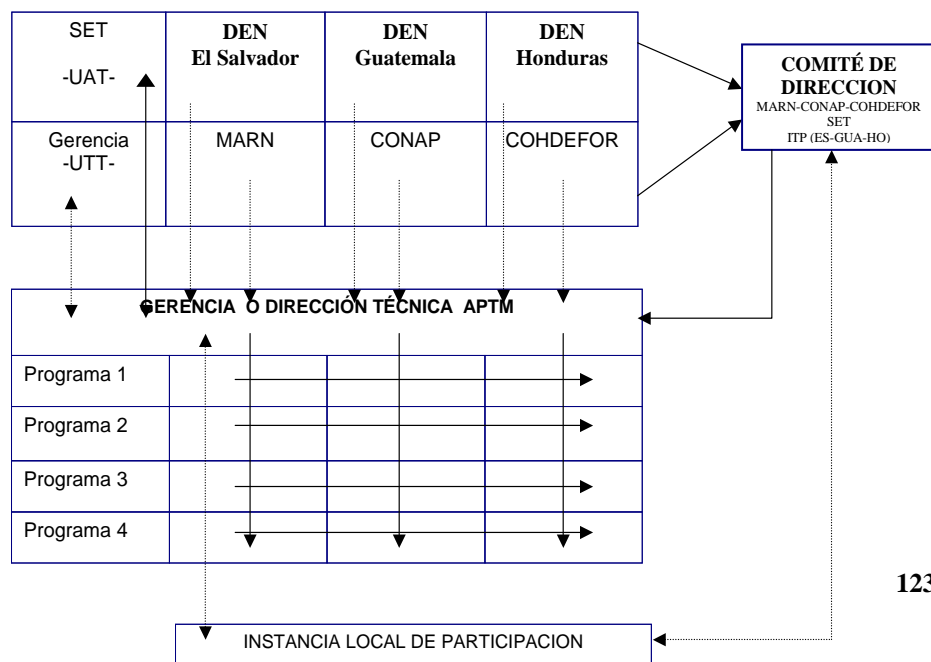 SET
-UAT-
DEN
El Salvador
DEN
Guatemala
DEN
Honduras
COMITÉ DE
DIRECCION
MARN-CONAP-COHDEFOR
SET
ITP (ES-GUA-HO)
Gerencia
-UTT-
MARN
CONAP
COHDEFOR
GERENCIA O DIRECCIÓN TÉCNICA APTM
Programa 1
Programa 2
Programa 3
Programa 4
123
INSTANCIA LOCAL DE PARTICIPACION